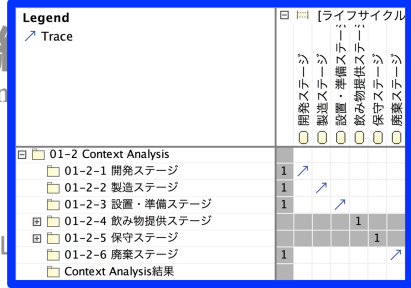 Legend
Trace
[ライフサイクル
開発ステージ
製造ステージ
設置・準備ステージ
飲み物提供ステージ
保守ステージ
廃棄ステージ
01-2 Context Analysis
01-2-1 開発ステージ 1
01-2-2 製造ステージ 1
01-2-3 設置・準備ステージ 1
01-2-4 飲み物提供ステージ 1
01-2-5 保守ステージ 1
01-2-6 廃棄ステージ 1
Context Analysis結果